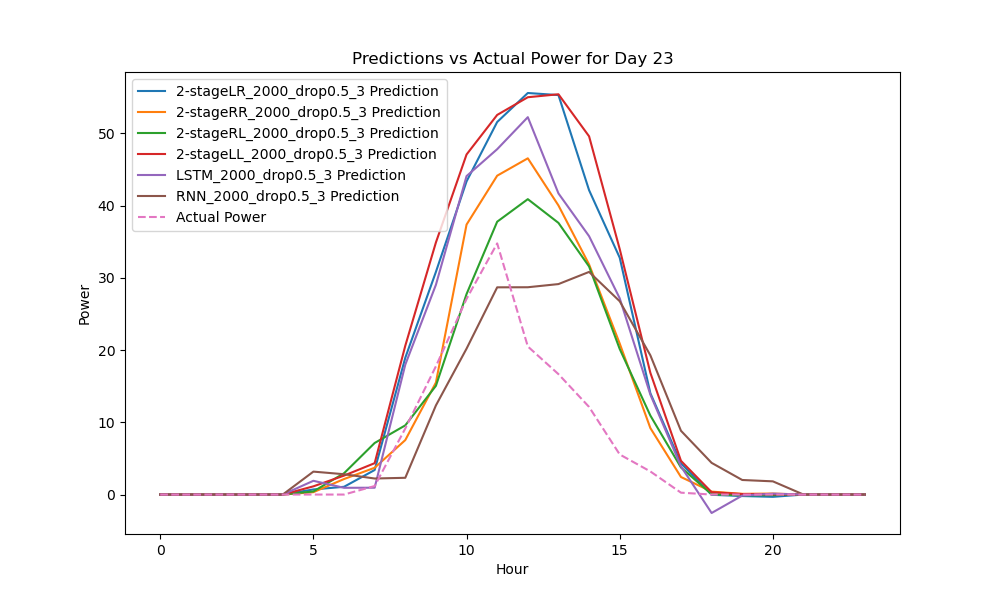 Predictions vs Actual Power for Day 23
2-stageLR_2000_drop0.5_3 Prediction
2-stageRR_2000_drop0.5_3 Prediction
2-stageRL_2000_drop0.5_3 Prediction
2-stageLL_2000_drop0.5_3 Prediction
LSTM_2000_drop0.5_3 Prediction
RNN_2000_drop0.5_3 Prediction
Actual Power
Power
50
40
30
20
10
0
0 5 10 15 20
Hour